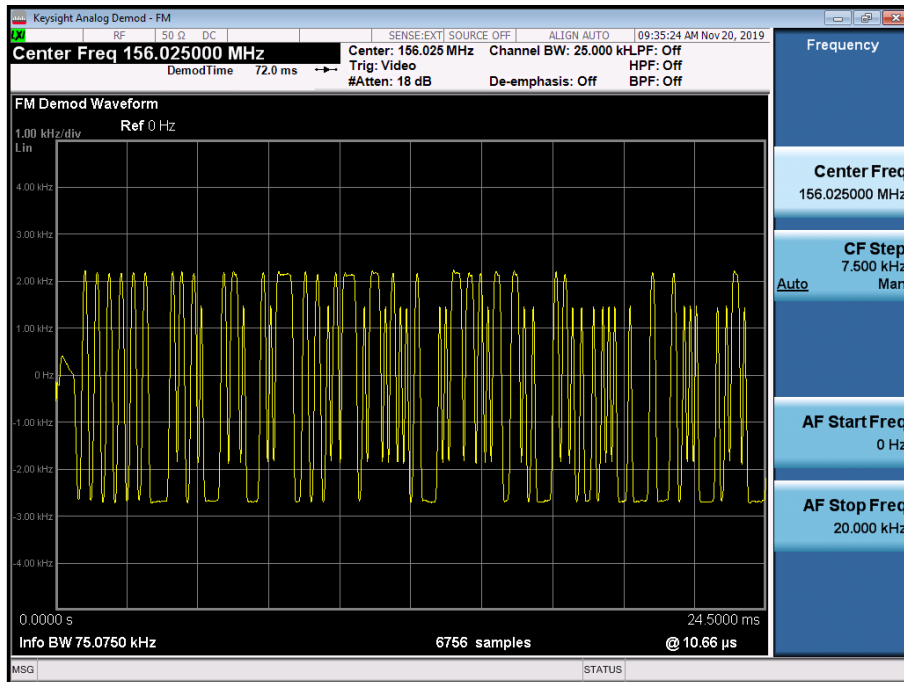 Keysight Analog Demod - FM
LXI RF 50 Ω DC SENSE:EXT SOURCE OFF ALIGN AUTO 09:35:24 AM Nov 20, 2019
Center Freq 156.025000 MHz
DemodTime 72.0 ms
Center: 156.025 MHz Channel BW: 25.000 kHLPF: Off
Trig: Video HPF: Off
#Atten: 18 dB De-emphasis: Off BPF: Off
Frequency
FM Demod Waveform
Ref 0 Hz
1.00 kHz/div
Lin
4.00 kHz
3.00 kHz
2.00 kHz
1.00 kHz
0 Hz
-1.00 kHz
-2.00 kHz
-3.00 kHz
-4.00 kHz
0.0000 s 24.5000 ms
Info BW 75.0750 kHz 6756 samples @ 10.66 µs
Center Freq
156.025000 MHz
CF Step
7.500 kHz
Auto Man
AF Start Freq
0 Hz
AF Stop Freq
20.000 kHz
MSG STATUS